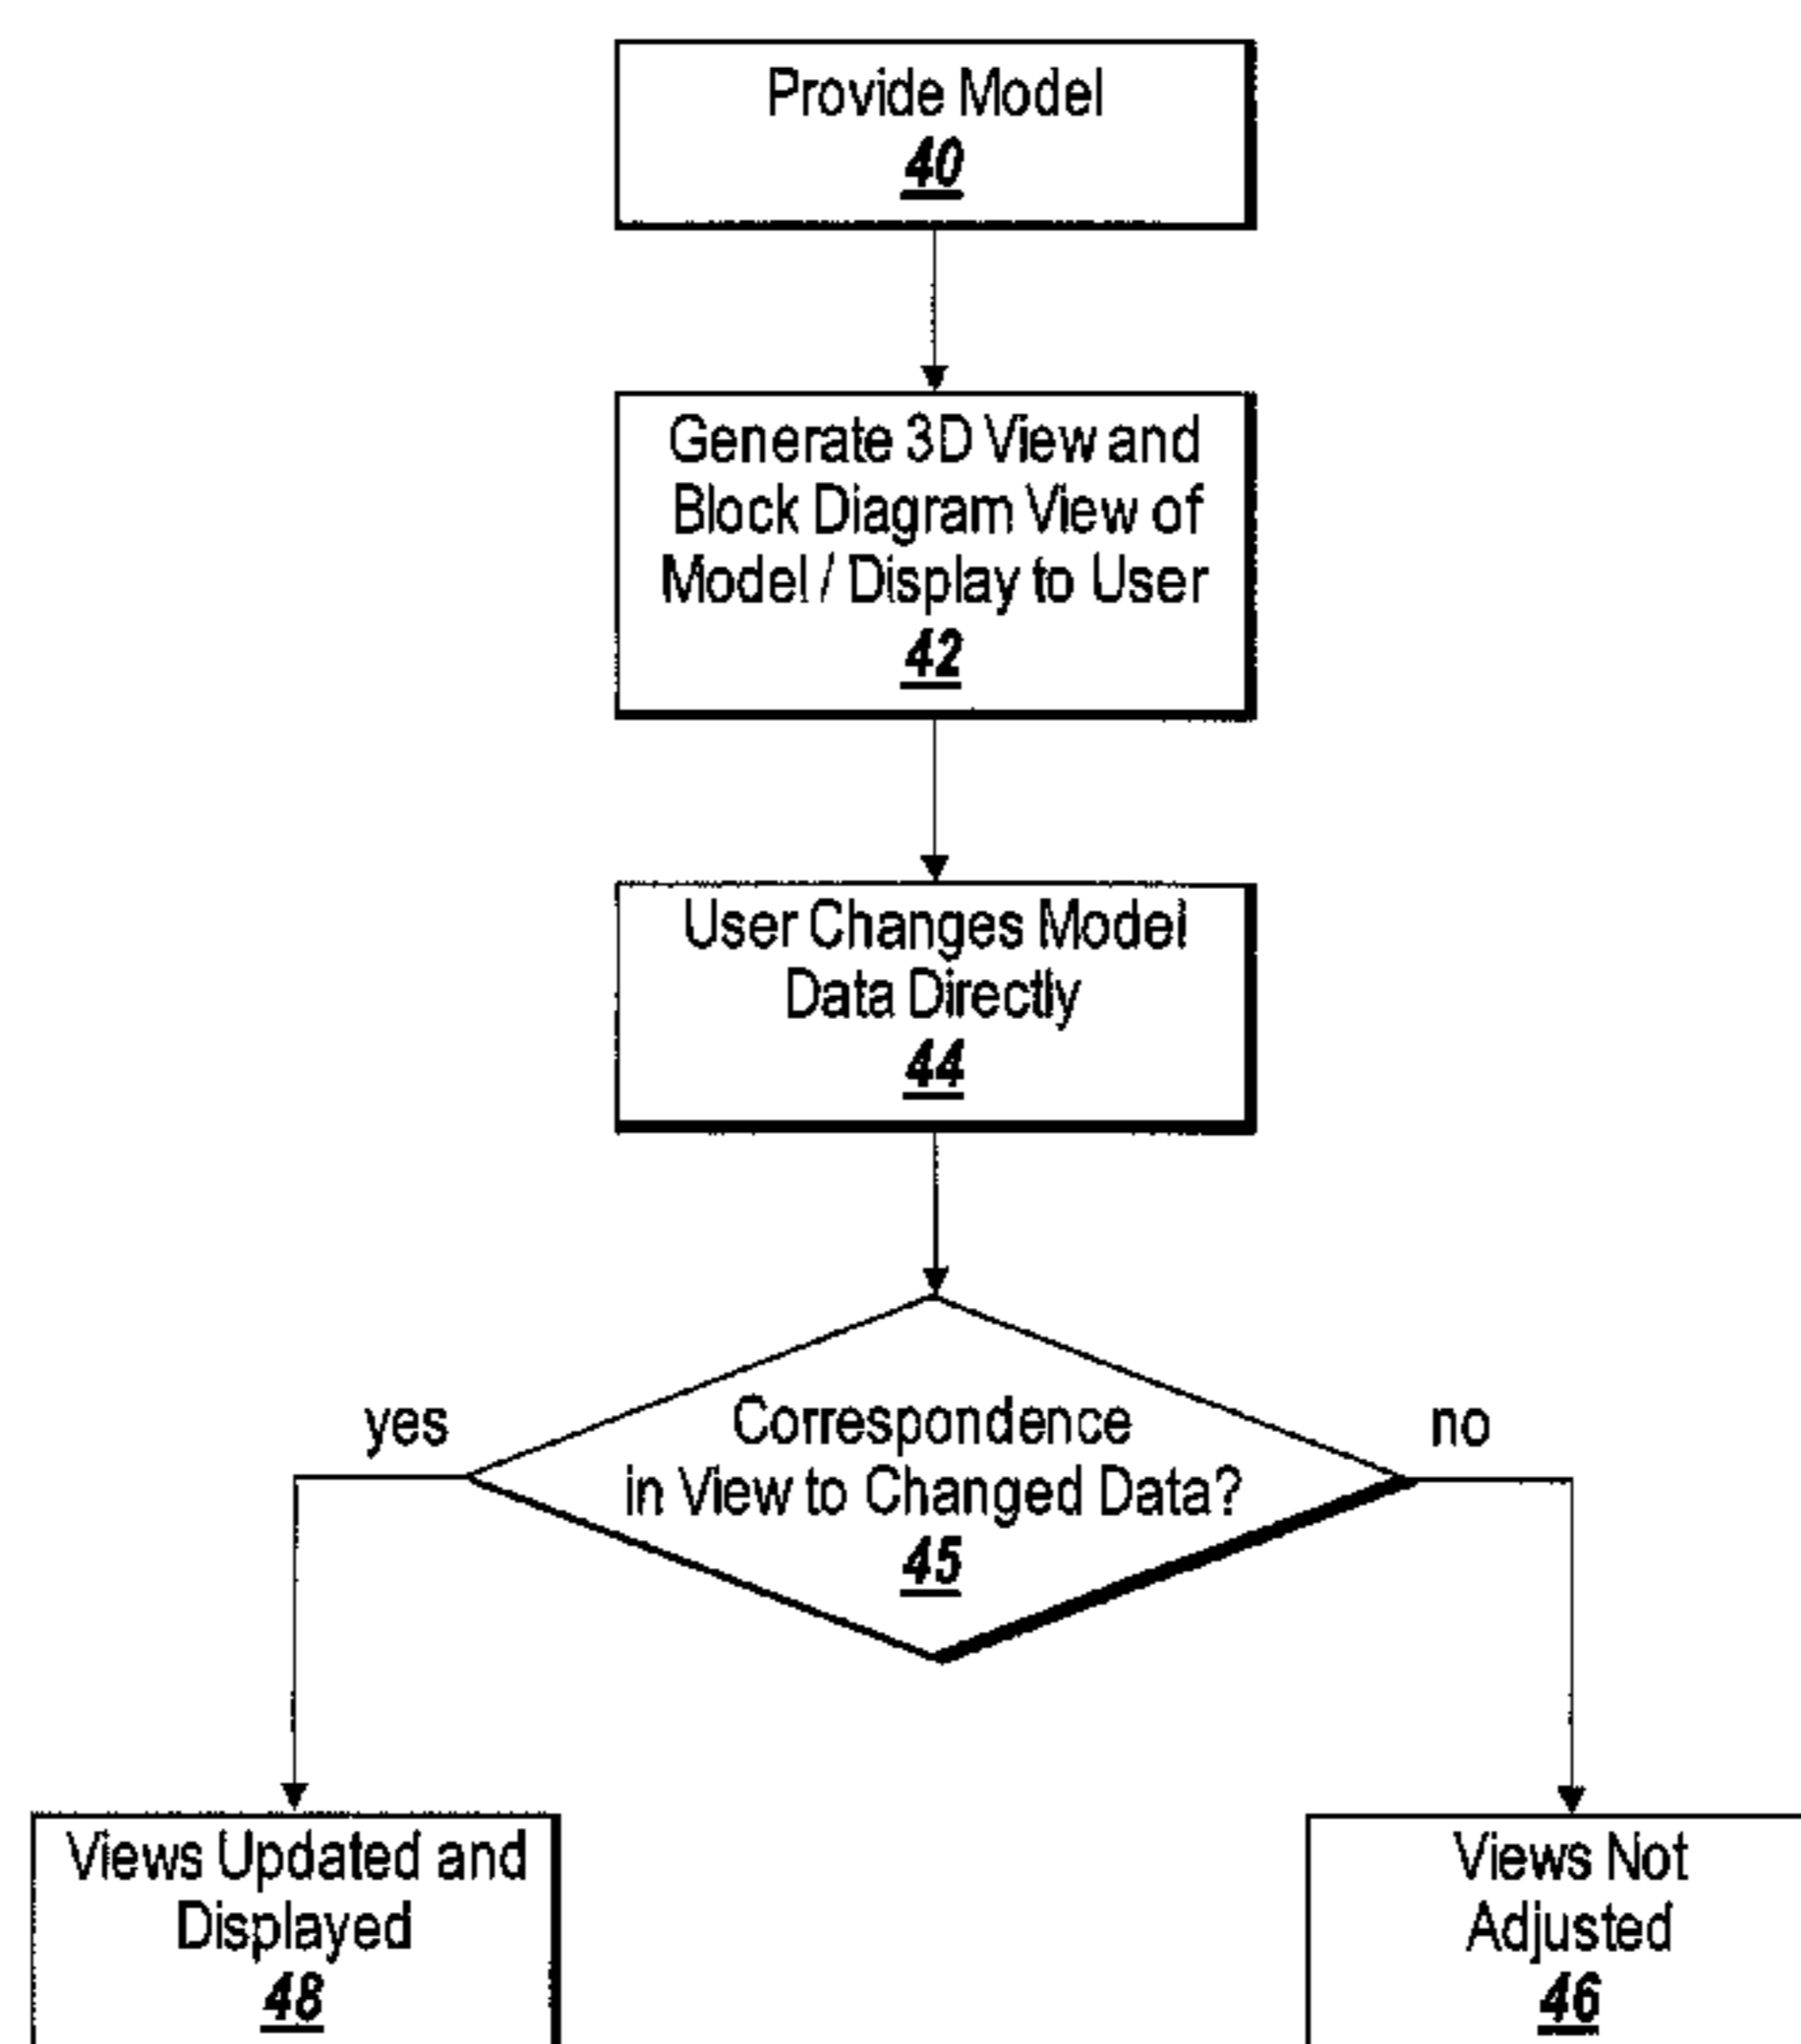 Provide Model
40
Generate 3D View and
Block Diagram View of
Model / Display to User
42
User Changes Model
Data Directly
44
yes
Correspondence
in View to Changed Data?
45
no
Views Updated and
Displayed
48
Views Not
Adjusted
46